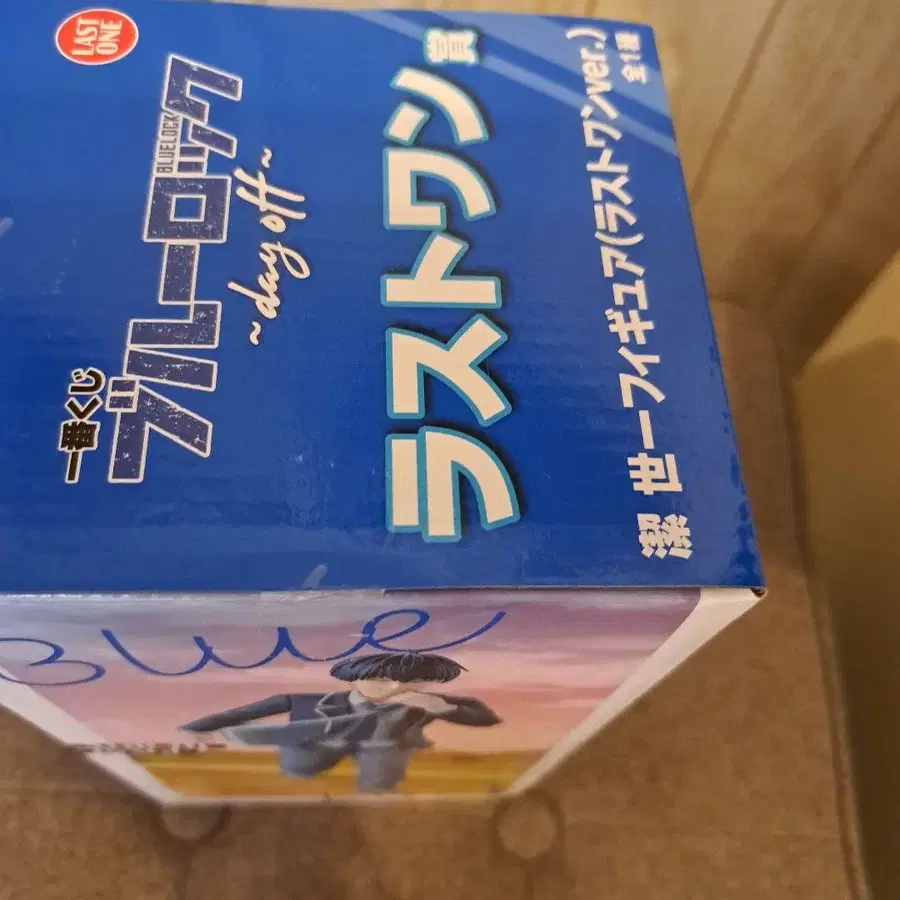 LAST
ONE
一番くじ
BLUELOCK
ブルーロック
~day off~
ラストワン賞
潔 世一フィギュア(ラストワンver.)
全1種
Blue